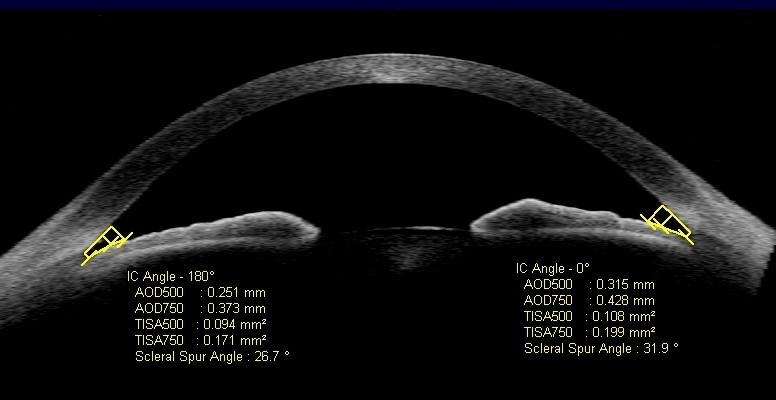 IC Angle - 180°
AOD500 : 0.251 mm
AOD750 : 0.373 mm
TISA500 : 0.094 mm²
TISA750 : 0.171 mm²
Scleral Spur Angle : 26.7 °
IC Angle - 0°
AOD500 : 0.315 mm
AOD750 : 0.428 mm
TISA500 : 0.108 mm²
TISA750 : 0.199 mm²
Scleral Spur Angle : 31.9 °